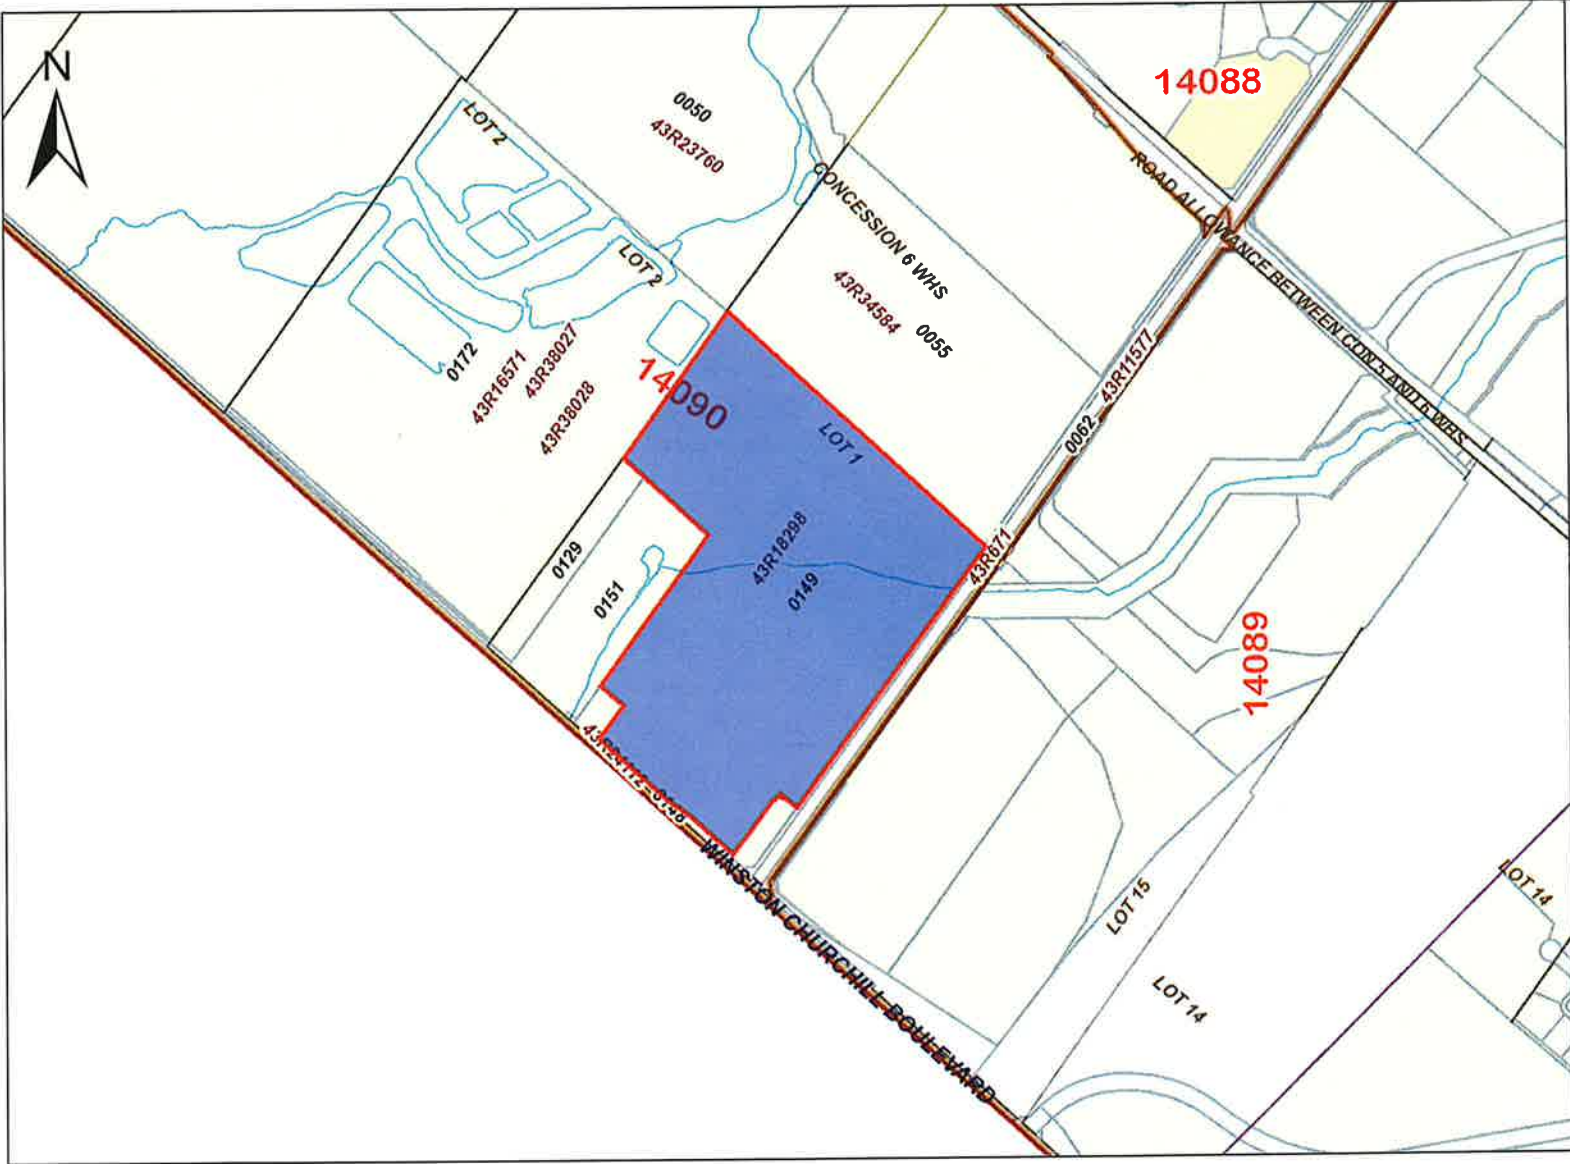 N
14088
0050
43R23760
LOT 2
ROAD ALLOWANCE BETWEEN CON 5 AND 6 WHS
CONCESSION 6 WHS
LOT 2
43R34584
0055
0172
43R16571
43R38027
43R38028
14090
43R11577
0062
LOT 1
43R18298
0149
43R671
0129
0151
14089
43R24112
WINSTON CHURCHILL BOULEVARD
LOT 15
LOT 14
LOT 14